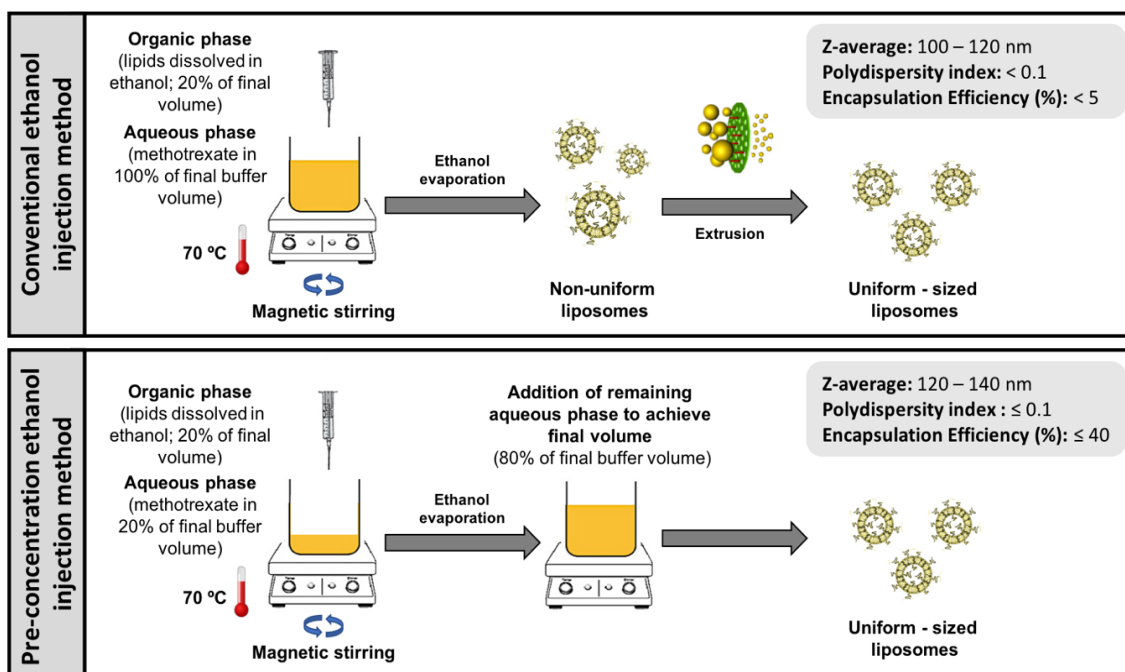 Conventional ethanol
injection method
Organic phase
(lipids dissolved in
ethanol; 20% of final
volume)
Aqueous phase
(methotrexate in
100% of final buffer
volume)
70 ºC
Magnetic stirring
Ethanol
evaporation
Non-uniform
liposomes
Extrusion
Z-average: 100 – 120 nm
Polydispersity index: < 0.1
Encapsulation Efficiency (%): < 5
Uniform - sized
liposomes
Pre-concentration ethanol
injection method
Organic phase
(lipids dissolved in
ethanol; 20% of final
volume)
Aqueous phase
(methotrexate in
20% of final buffer
volume)
70 ºC
Magnetic stirring
Ethanol
evaporation
Addition of remaining
aqueous phase to achieve
final volume
(80% of final buffer volume)
Z-average: 120 – 140 nm
Polydispersity index : ≤ 0.1
Encapsulation Efficiency (%): ≤ 40
Uniform - sized
liposomes